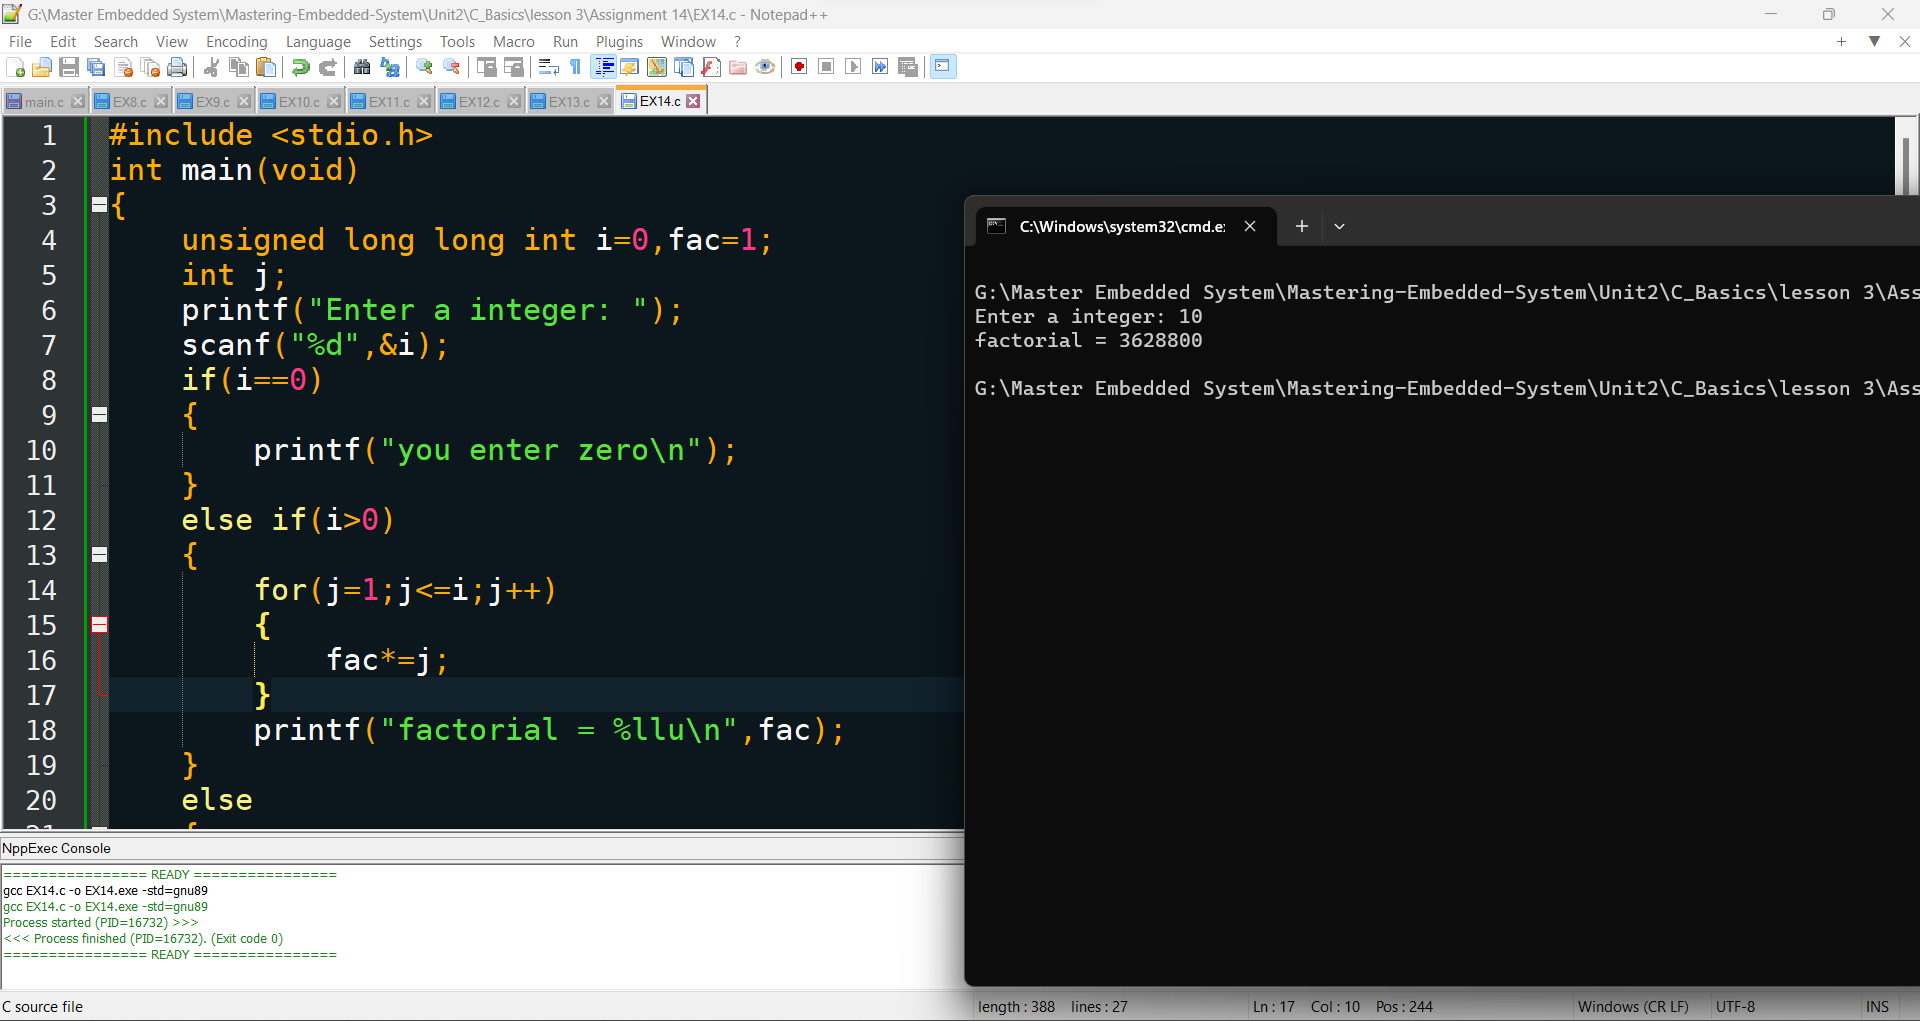 G:\Master Embedded System\Mastering-Embedded-System\Unit2\C_Basics\lesson 3\Assignment 14\EX14.c - Notepad++
File Edit Search View Encoding Language Settings Tools Macro Run Plugins Window ?
main.c EX8.c EX9.c EX10.c EX11.c EX12.c EX13.c EX14.c
1 #include <stdio.h>
2 int main(void)
3 {
4 unsigned long long int i=0,fac=1;
5 int j;
6 printf("Enter a integer: ");
7 scanf("%d",&i);
8 if(i==0)
9 {
10 printf("you enter zero\n");
11 }
12 else if(i>0)
13 {
14 for(j=1;j<=i;j++)
15 {
16 fac*=j;
17 }
18 printf("factorial = %llu\n",fac);
19 }
20 else
21 {
C:\Windows\system32\cmd.e
G:\Master Embedded System\Mastering-Embedded-System\Unit2\C_Basics\lesson 3\Ass
Enter a integer: 10
factorial = 3628800
G:\Master Embedded System\Mastering-Embedded-System\Unit2\C_Basics\lesson 3\Ass
NppExec Console
================ READY ================
gcc EX14.c -o EX14.exe -std=gnu89
gcc EX14.c -o EX14.exe -std=gnu89
Process started (PID=16732) >>>
<<< Process finished (PID=16732). (Exit code 0)
================ READY ================
C source file length : 388 lines : 27 Ln : 17 Col : 10 Pos : 244 Windows (CR LF) UTF-8 INS